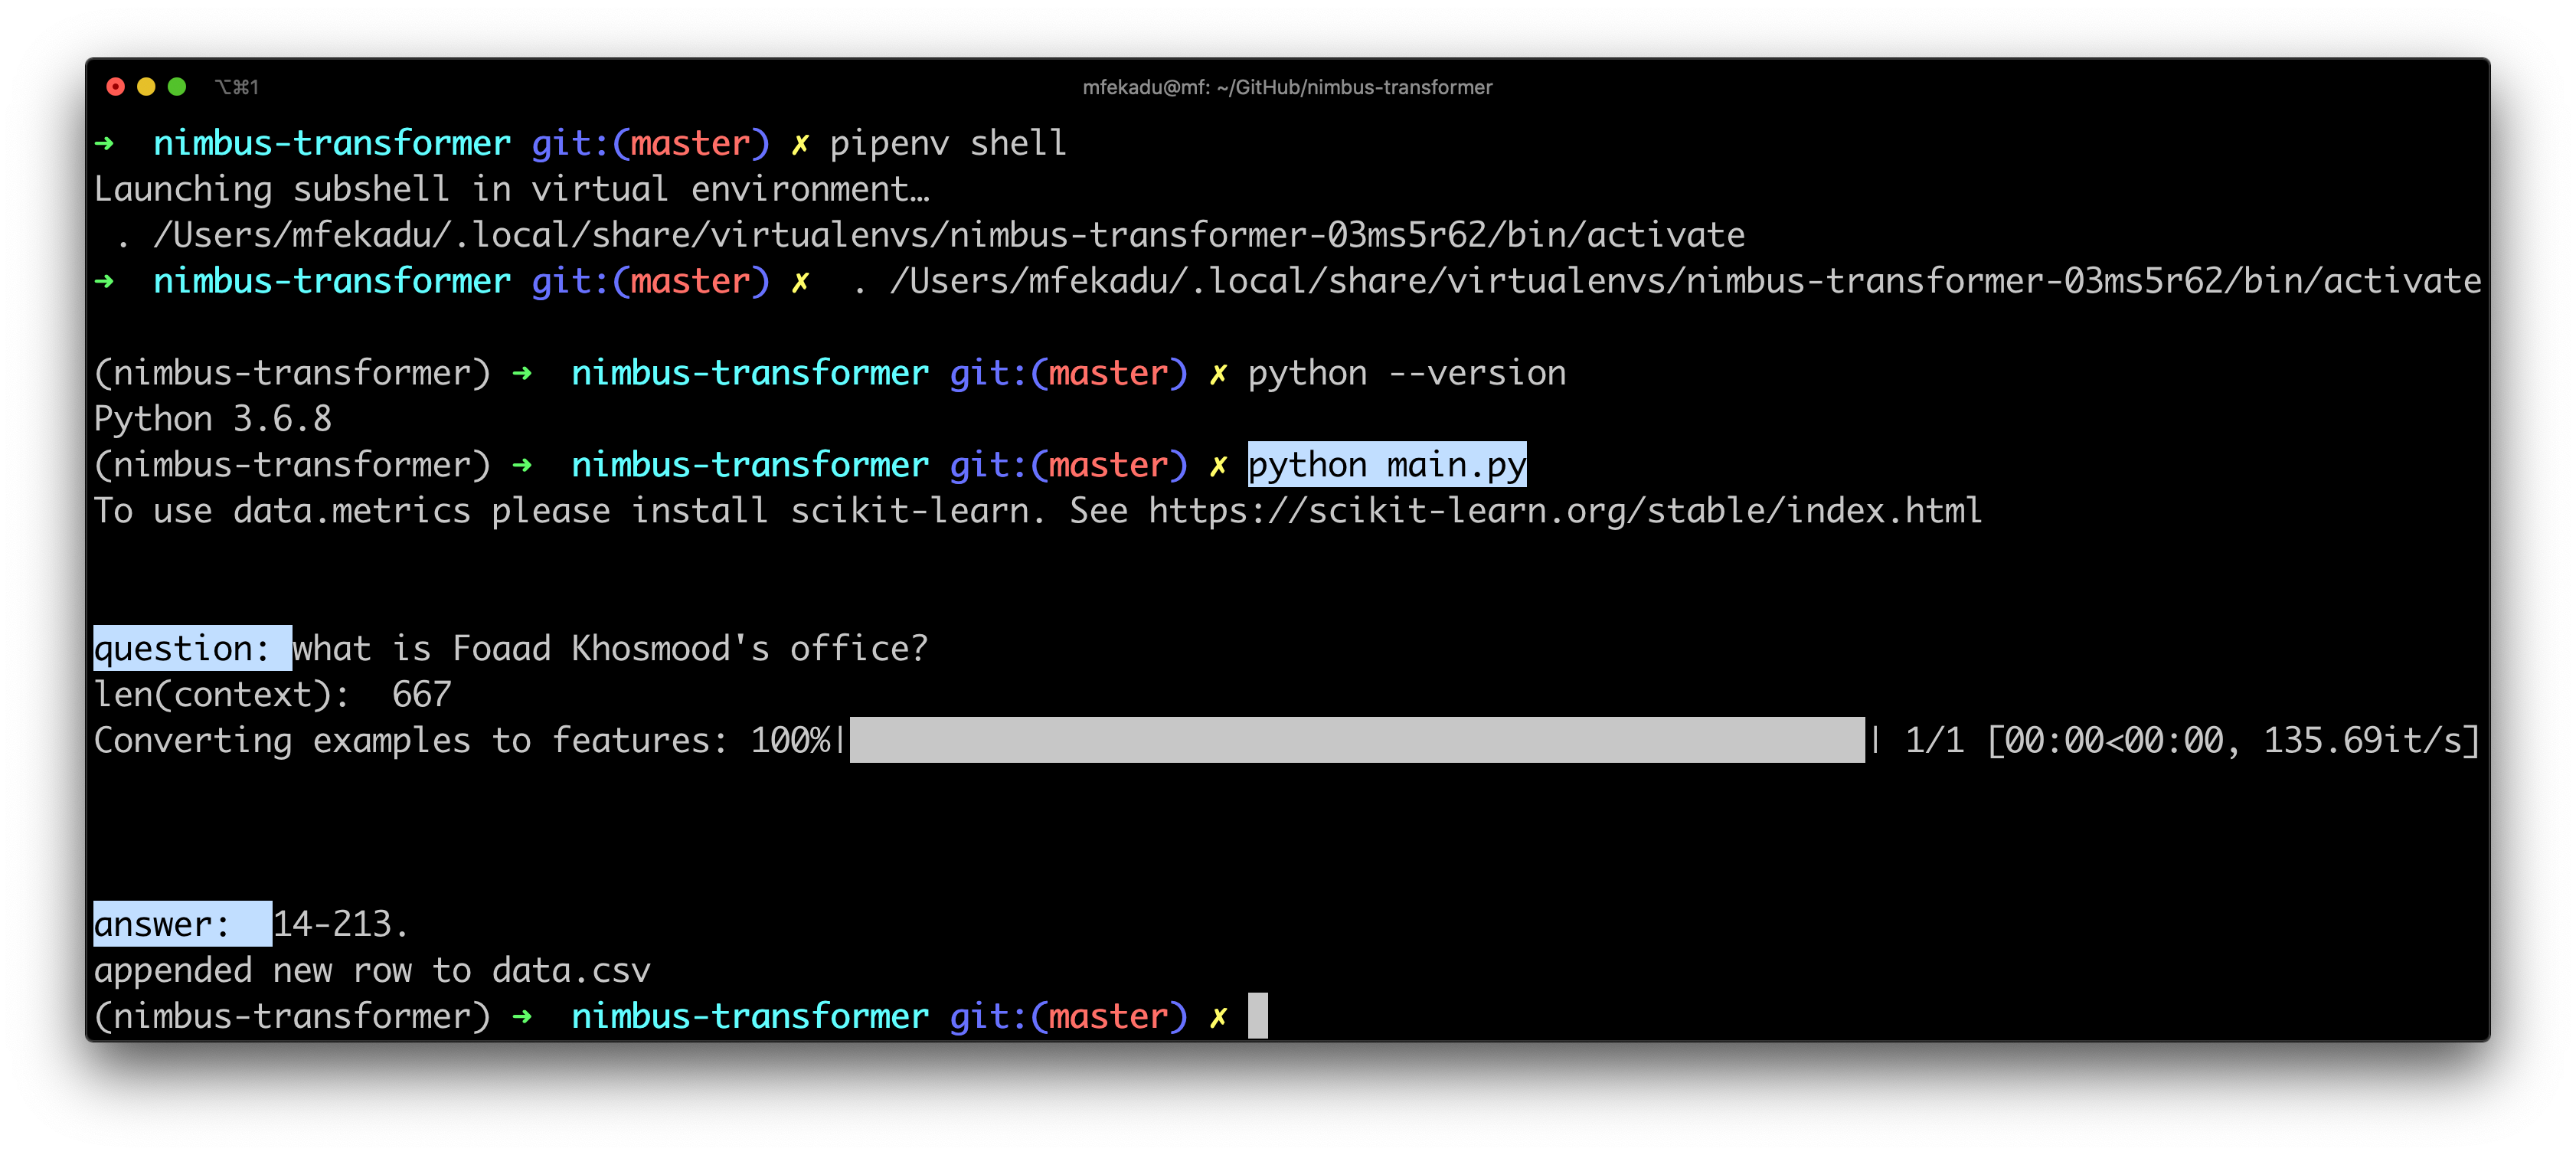 ⌥⌘1 mfekadu@mf: ~/GitHub/nimbus-transformer
➜  nimbus-transformer git:(master) ✗ pipenv shell
Launching subshell in virtual environment…
 . /Users/mfekadu/.local/share/virtualenvs/nimbus-transformer-03ms5r62/bin/activate
➜  nimbus-transformer git:(master) ✗  . /Users/mfekadu/.local/share/virtualenvs/nimbus-transformer-03ms5r62/bin/activate
(nimbus-transformer) ➜  nimbus-transformer git:(master) ✗ python --version
Python 3.6.8
(nimbus-transformer) ➜  nimbus-transformer git:(master) ✗ python main.py
To use data.metrics please install scikit-learn. See https://scikit-learn.org/stable/index.html
question: what is Foaad Khosmood's office?
len(context):  667
Converting examples to features: 100%|| 1/1 [00:00<00:00, 135.69it/s]
answer:  14-213.
appended new row to data.csv
(nimbus-transformer) ➜  nimbus-transformer git:(master) ✗